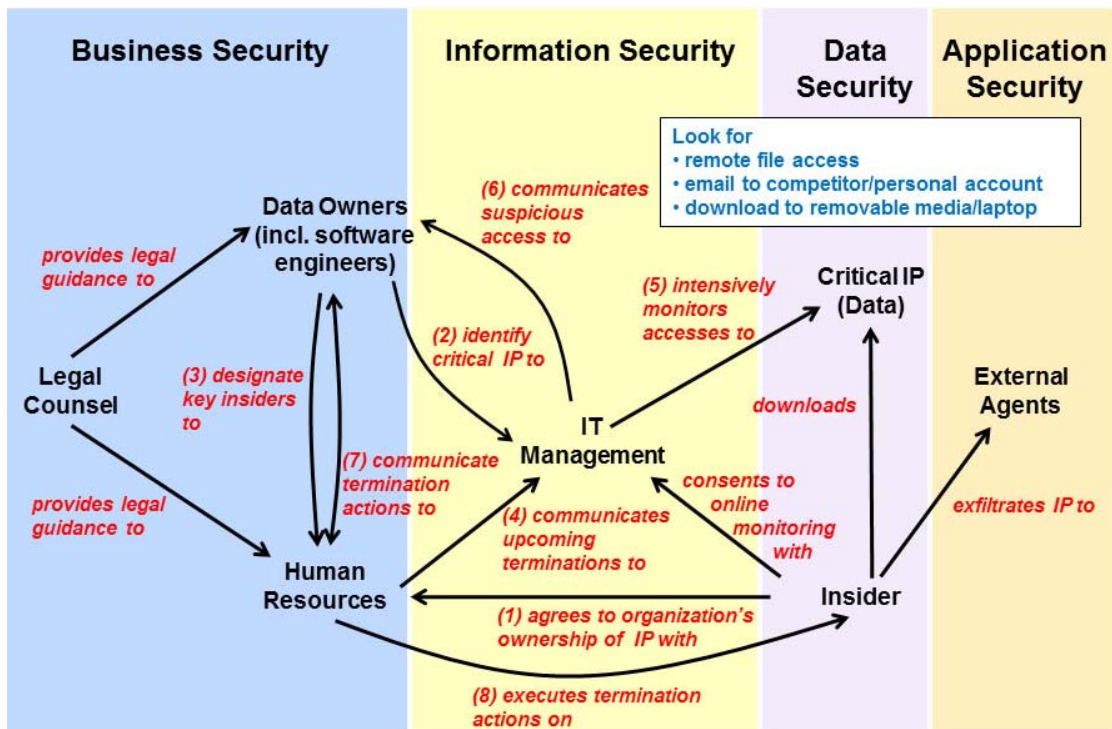 Business Security
Information Security
Data
Security
Application
Security
Look for
• remote file access
• email to competitor/personal account
• download to removable media/laptop
(6) communicates
suspicious
access to
Data Owners
(incl. software
engineers)
provides legal
guidance to
Critical IP
(Data)
(5) intensively
monitors
accesses to
(2) identify
critical IP to
Legal
Counsel
(3) designate
key insiders
to
External
Agents
downloads
IT
Management
(7) communicate
termination
actions to
consents to
online
monitoring
with
provides legal
guidance to
(4) communicates
upcoming
terminations to
exfiltrates IP to
Human
Resources
Insider
(1) agrees to organization's
ownership of IP with
(8) executes termination
actions on